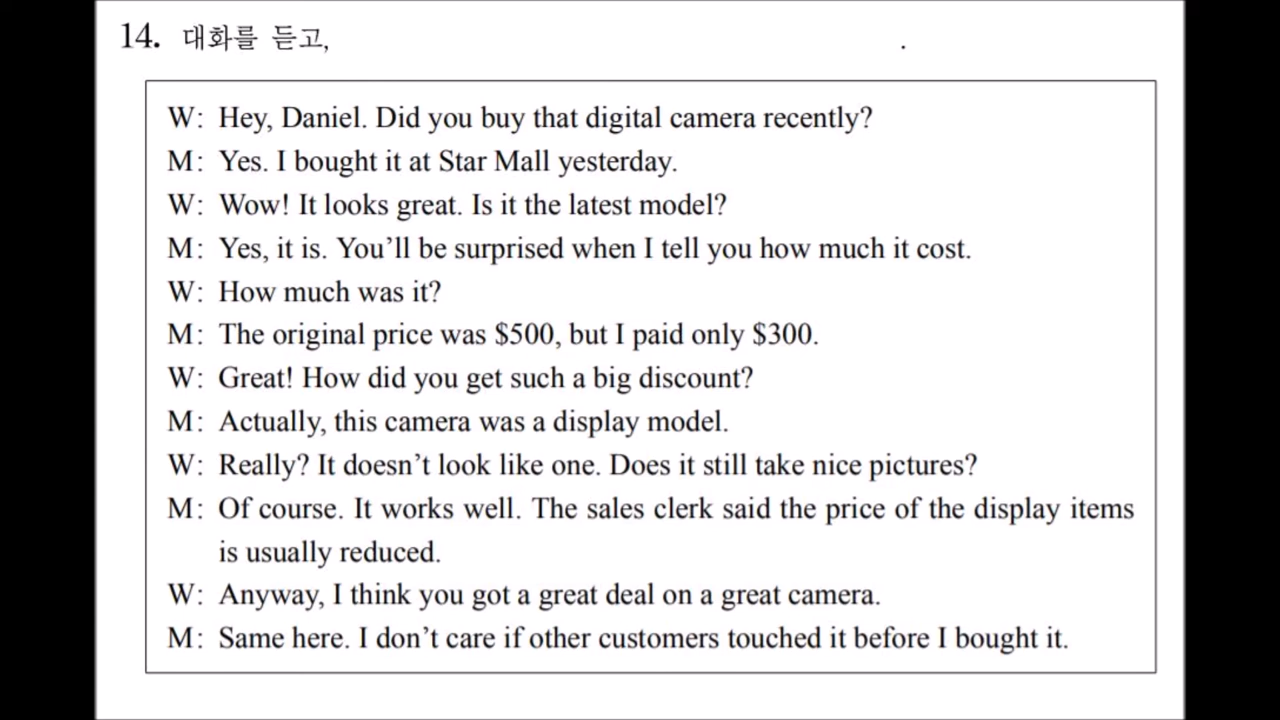 14. 대화를 듣고, .
W: Hey, Daniel. Did you buy that digital camera recently?
M: Yes. I bought it at Star Mall yesterday.
W: Wow! It looks great. Is it the latest model?
M: Yes, it is. You’ll be surprised when I tell you how much it cost.
W: How much was it?
M: The original price was $500, but I paid only $300.
W: Great! How did you get such a big discount?
M: Actually, this camera was a display model.
W: Really? It doesn’t look like one. Does it still take nice pictures?
M: Of course. It works well. The sales clerk said the price of the display items
is usually reduced.
W: Anyway, I think you got a great deal on a great camera.
M: Same here. I don’t care if other customers touched it before I bought it.